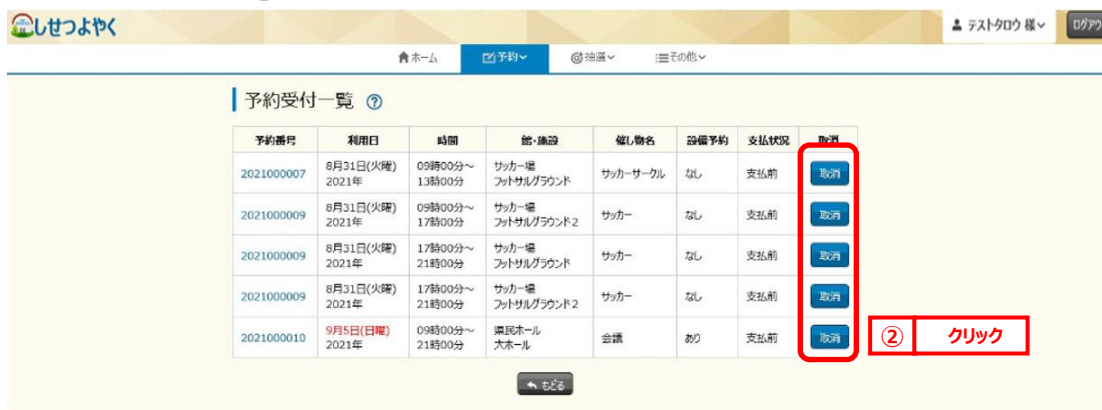 しせつよやく
テストタロウ 様
ログアウ
ホーム 予約 抽選 その他
予約受付一覧 ?
予約番号 利用日 時間 館・施設 催し物名 設備予約 支払状況 取消
2021000007 8月31日(火曜) 2021年 09時00分～ 13時00分 サッカー場 フットサルグラウンド サッカーサークル なし 支払前 取消
2021000009 8月31日(火曜) 2021年 09時00分～ 17時00分 サッカー場 フットサルグラウンド2 サッカー なし 支払前 取消
2021000009 8月31日(火曜) 2021年 17時00分～ 21時00分 サッカー場 フットサルグラウンド サッカー なし 支払前 取消
2021000009 8月31日(火曜) 2021年 17時00分～ 21時00分 サッカー場 フットサルグラウンド2 サッカー なし 支払前 取消
2021000010 9月5日(日曜) 2021年 09時00分～ 21時00分 県民ホール 大ホール 会議 あり 支払前 取消
② クリック
もどる